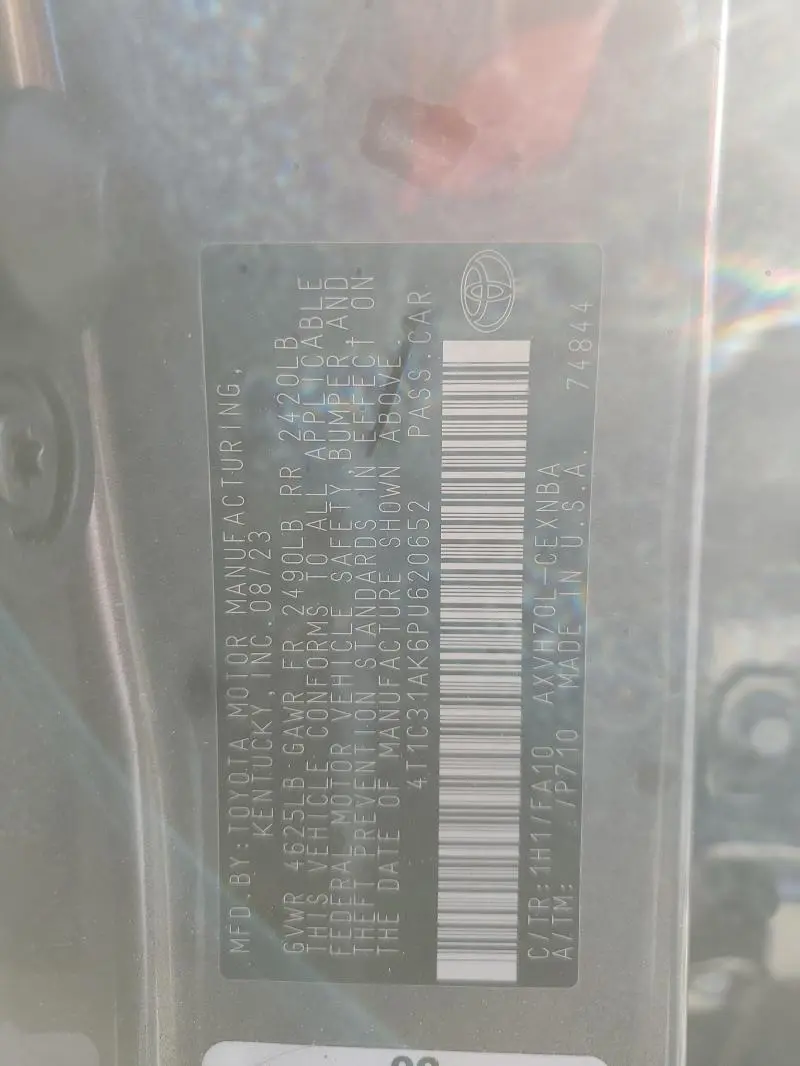 MFD.BY:TOYOTA MOTOR MANUFACTURING,
KENTUCKY,INC.08/23
GVWR 4625LB GAWR FR 2490LB RR 2420LB
THIS VEHICLE CONFORMS TO ALL APPLICABLE
FEDERAL MOTOR VEHICLE SAFETY,BUMPER,AND
THEFT PREVENTION STANDARDS IN EFFECT ON
THE DATE OF MANUFACTURE SHOWN ABOVE.
4T1C31AK6PU620652 PASS.CAR
C/TR:1H1/FA10 AXVH70L-CEXNBA
A/TM: /P710 MADE IN U.S.A. 74844